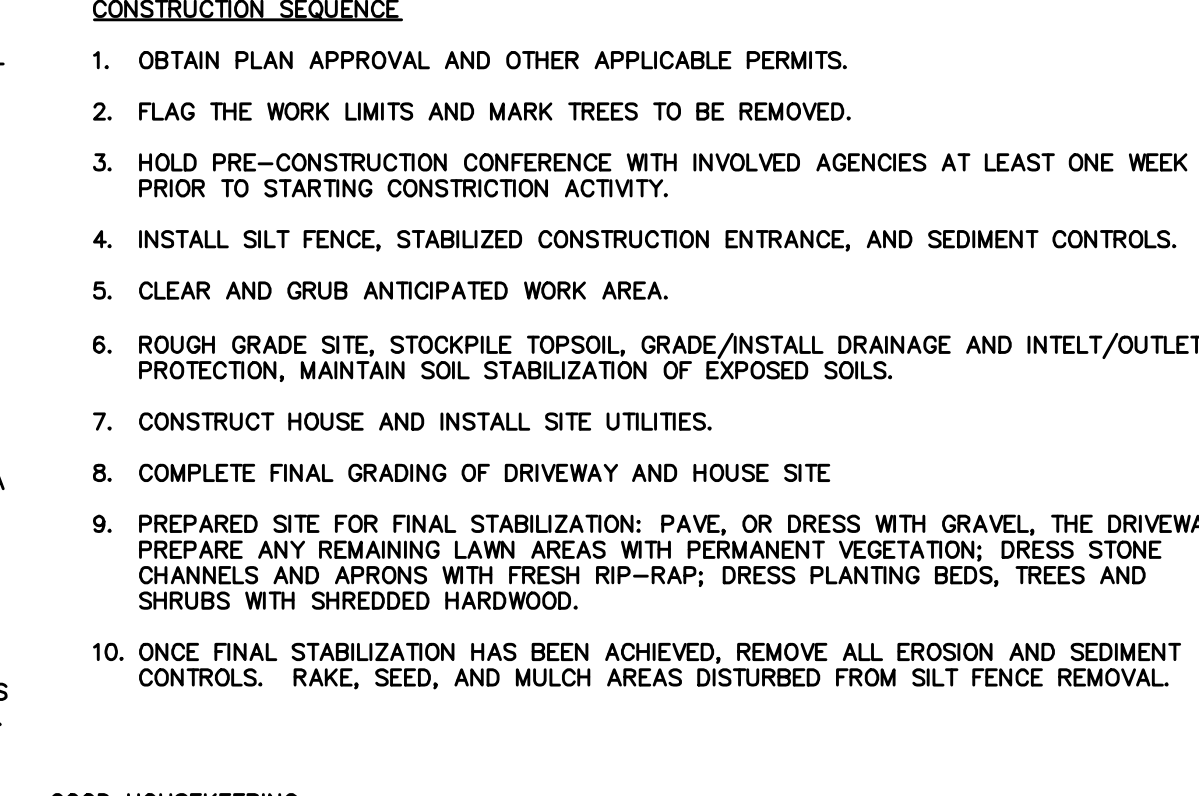 CONSTRUCTION SEQUENCE
1. OBTAIN PLAN APPROVAL AND OTHER APPLICABLE PERMITS.
2. FLAG THE WORK LIMITS AND MARK TREES TO BE REMOVED.
3. HOLD PRE-CONSTRUCTION CONFERENCE WITH INVOLVED AGENCIES AT LEAST ONE WEEK
PRIOR TO STARTING CONSTRICTION ACTIVITY.
4. INSTALL SILT FENCE, STABILIZED CONSTRUCTION ENTRANCE, AND SEDIMENT CONTROLS.
5. CLEAR AND GRUB ANTICIPATED WORK AREA.
6. ROUGH GRADE SITE, STOCKPILE TOPSOIL, GRADE/INSTALL DRAINAGE AND INTELT/OUTLET
PROTECTION, MAINTAIN SOIL STABILIZATION OF EXPOSED SOILS.
7. CONSTRUCT HOUSE AND INSTALL SITE UTILITIES.
8. COMPLETE FINAL GRADING OF DRIVEWAY AND HOUSE SITE
9. PREPARED SITE FOR FINAL STABILIZATION: PAVE, OR DRESS WITH GRAVEL, THE
PREPARE ANY REMAINING LAWN AREAS WITH PERMANENT VEGETATION; DRESS STONE
CHANNELS AND APRONS WITH FRESH RIP-RAP; DRESS PLANTING BEDS, TREES AND
SHRUBS WITH SHREDDED HARDWOOD.
10. ONCE FINAL STABILIZATION HAS BEEN ACHIEVED, REMOVE ALL EROSION AND SEDIMENT
CONTROLS. RAKE, SEED, AND MULCH AREAS DISTURBED FROM SILT FENCE REMOVAL.